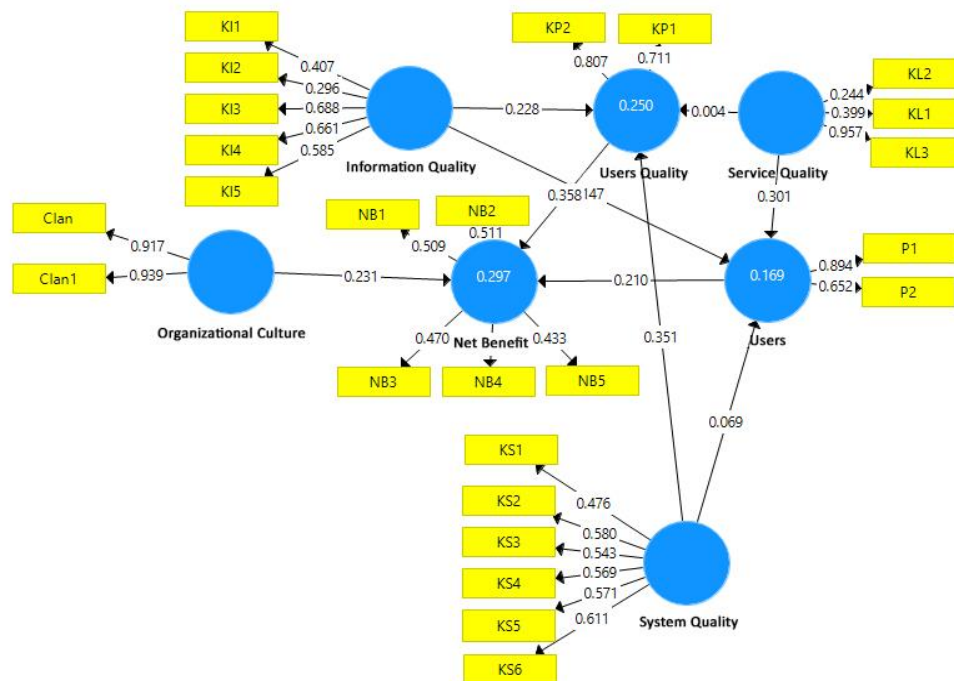 KI1
KI2
KI3
KI4
KI5
0.407
0.296
0.688
0.661
0.585
Information Quality
KP2
KP1
0.807
0.711
0.250
Users Quality
0.228
0.004
Service Quality
KL2
KL1
KL3
0.244
0.399
0.957
0.301
0.358
147
Clan
Clan1
0.917
0.939
Organizational Culture
0.231
NB1
NB2
0.509
0.511
0.297
Net Benefit
0.470
0.433
NB3
NB4
NB5
0.210
0.169
Users
P1
P2
0.894
0.652
0.351
0.069
KS1
KS2
KS3
KS4
KS5
KS6
0.476
0.580
0.543
0.569
0.571
0.611
System Quality